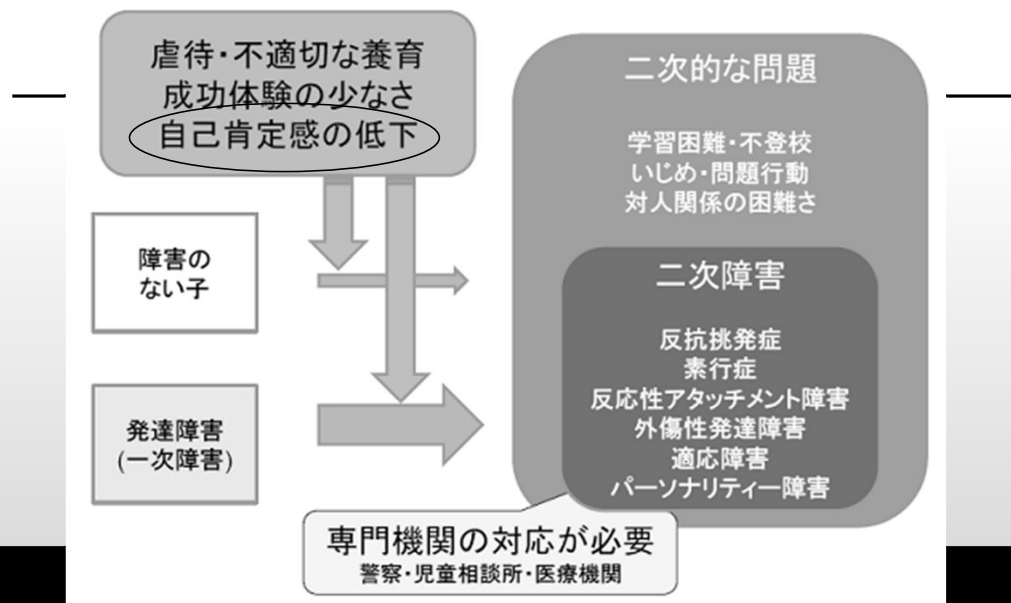 虐待・不適切な養育
成功体験の少なさ
自己肯定感の低下
障害の
ない子
発達障害
(一次障害)
二次的な問題
学習困難・不登校
いじめ・問題行動
対人関係の困難さ
二次障害
反抗挑発症
素行症
反応性アタッチメント障害
外傷性発達障害
適応障害
パーソナリティー障害
専門機関の対応が必要
警察・児童相談所・医療機関